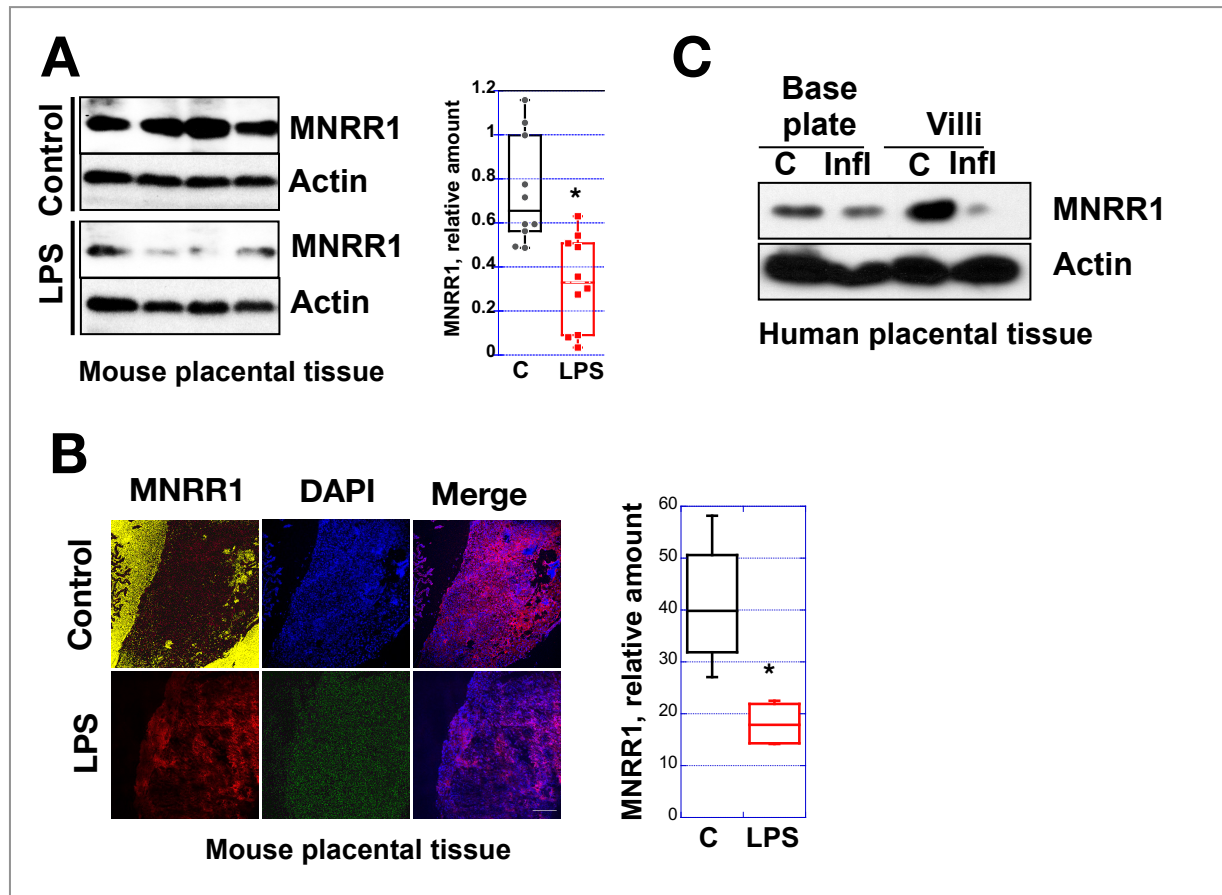 A
Control
MNRR1
Actin
LPS
MNRR1
Actin
Mouse placental tissue
MNRR1, relative amount
1.2
1
0.8
0.6
0.4
0.2
0
*
C LPS
C
Base
plate
Villi
C Infl C Infl
MNRR1
Actin
Human placental tissue
B
MNRR1 DAPI Merge
Control
LPS
Mouse placental tissue
MNRR1, relative amount
60
50
40
30
20
10
0
*
C LPS